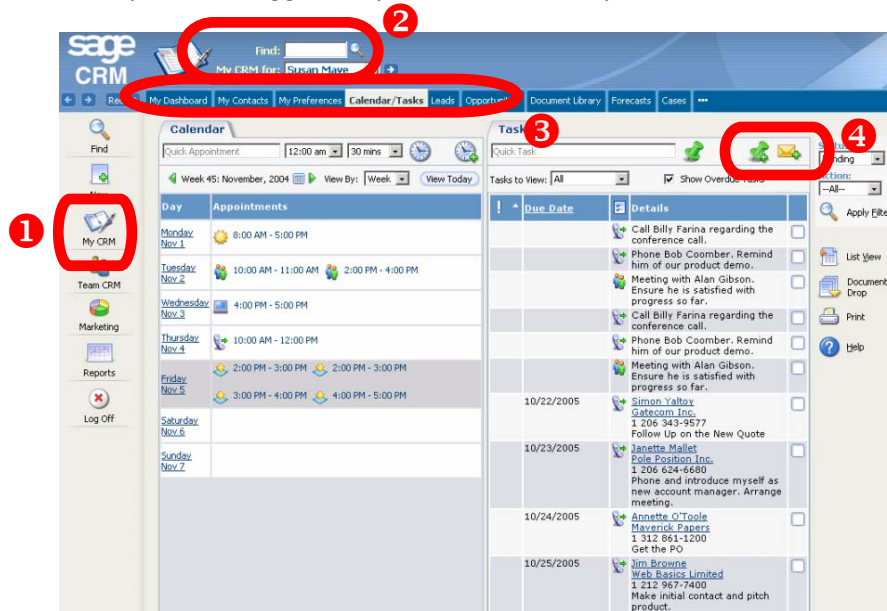 2
sage
CRM
Find:
My CRM for: Susan Maye
My Dashboard My Contacts My Preferences Calendar/Tasks Leads Document Library Forecasts Cases
3
4
1
Find
My CRM
Team CRM
Marketing
Reports
Log Off
Calendar
Quick Appointment 12:00 am 30 mins
Week 45: November, 2004 View By: Week View Today
Day Appointments
Monday
Nov 1
8:00 AM - 5:00 PM
Tuesday
Nov 2
10:00 AM - 11:00 AM 2:00 PM - 4:00 PM
Wednesday
Nov 3
4:00 PM - 5:00 PM
Thursday
Nov 4
10:00 AM - 12:00 PM
Friday
Nov 5
2:00 PM - 3:00 PM 2:00 PM - 3:00 PM
3:00 PM - 4:00 PM 4:00 PM - 5:00 PM
Saturday
Nov 6
Sunday
Nov 7
Quick Task
Tasks to View: All Show Overdue Tasks
! Due Date Details
Call Billy Farina regarding the
conference call.
Phone Bob Coomber. Remind
him of our product demo.
Meeting with Alan Gibson.
Ensure he is satisfied with
progress so far.
Call Billy Farina regarding the
conference call.
Phone Bob Coomber. Remind
him of our product demo.
Meeting with Alan Gibson.
Ensure he is satisfied with
progress so far.
10/22/2005 Simon Yaltoy
Gatecom Inc.
1 206 343-9577
Follow Up on the New Quote
10/23/2005 Janette Mallet
Pole Position Inc.
1 206 624-6680
Phone and introduce myself as
new account manager. Arrange
meeting.
10/24/2005 Annette O'Toole
Maverick Papers
1 312 861-1200
Get the PO
10/25/2005 Jim Browne
Web Basics Limited
1 212 967-7400
Make initial contact and pitch
product.
--All--
Apply Filte
List View
Document
Drop
Print
Help